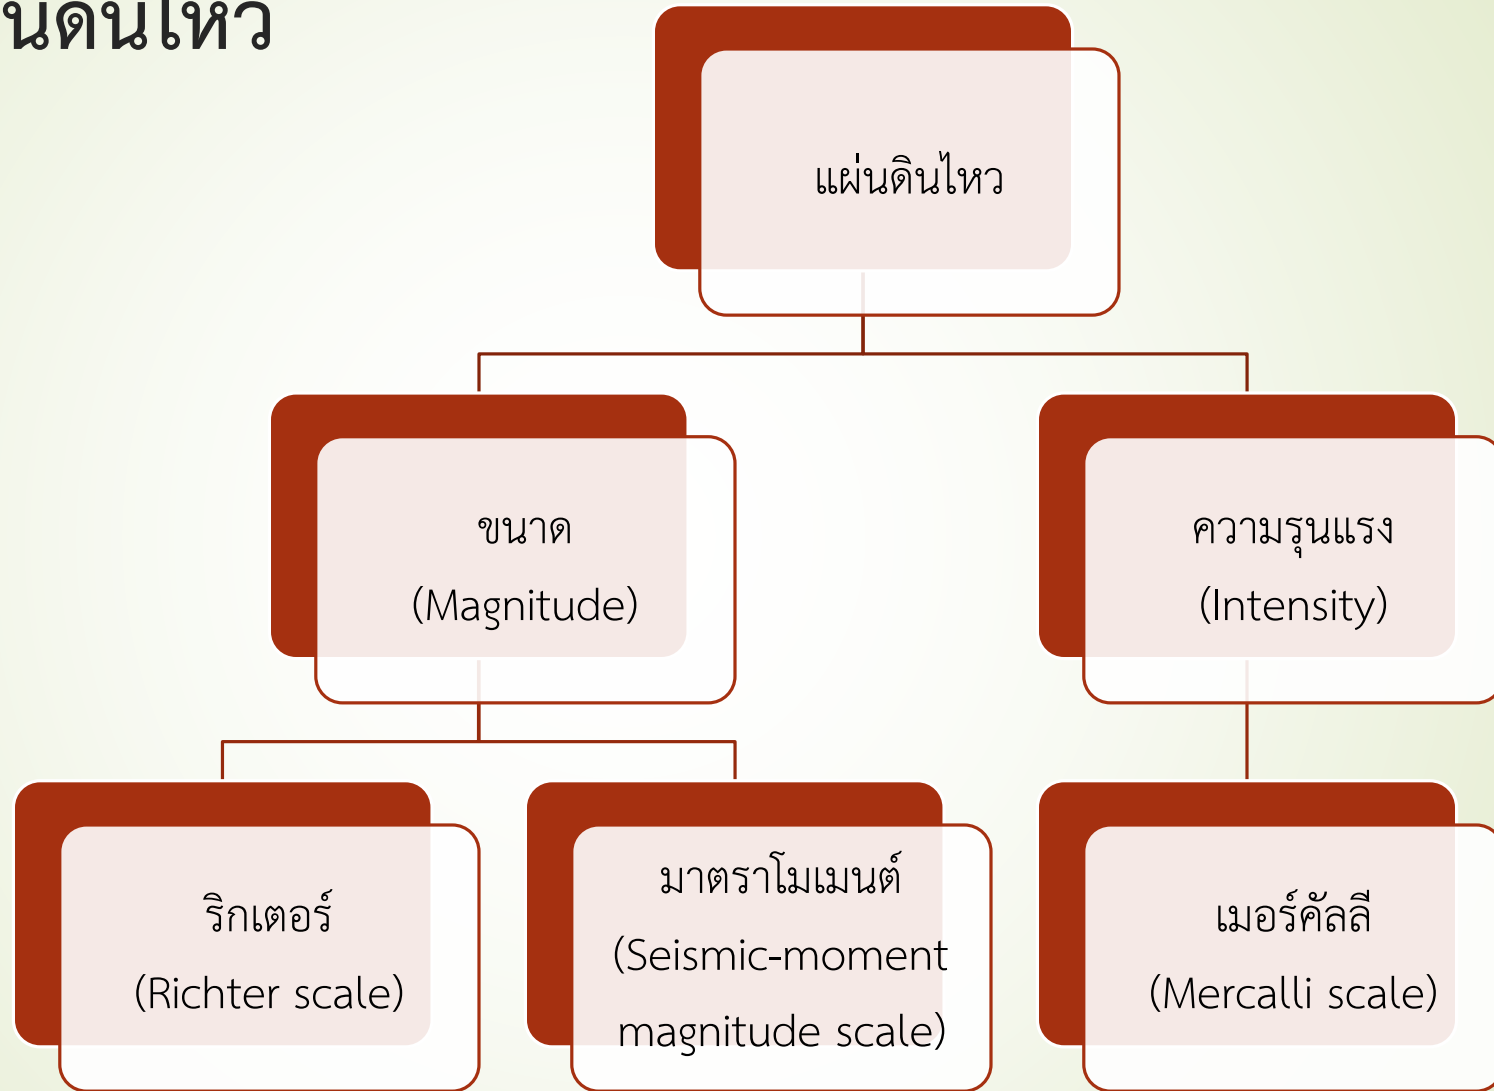 นดินไหว
แผ่นดินไหว
ขนาด
(Magnitude)
ความรุนแรง
(Intensity)
ริกเตอร์
(Richter scale)
มาตราโมเมนต์
(Seismic-moment
magnitude scale)
เมอร์คัลลี
(Mercalli scale)